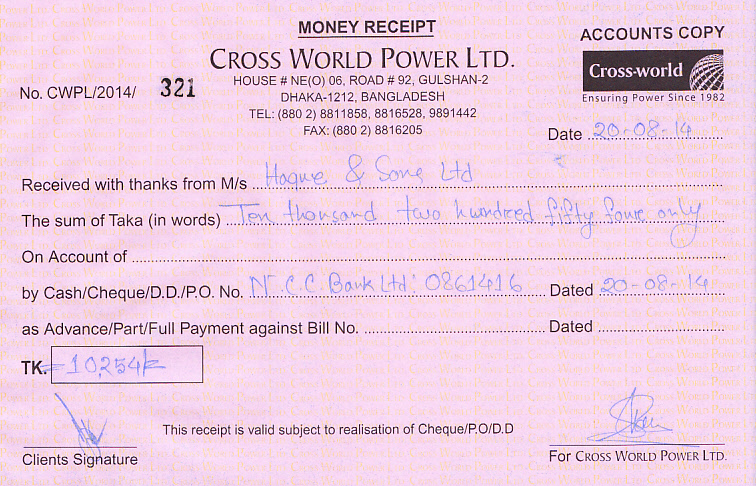 MONEY RECEIPT
ACCOUNTS COPY
CROSS WORLD POWER LTD.
Cross-world
Ensuring Power Since 1982
No. CWPL/2014/ 321
HOUSE # NE(O) 06, ROAD # 92, GULSHAN-2
DHAKA-1212, BANGLADESH
TEL: (880 2) 8811858, 8816528, 9891442
FAX: (880 2) 8816205
Date 20-08-14
Received with thanks from M/s Haque & Sons Ltd
The sum of Taka (in words) Ten thousand two hundred fifty foure only
On Account of
by Cash/Cheque/D.D./P.O. No. N.C.C. Bank Ltd: 0861416 Dated 20-08-14
as Advance/Part/Full Payment against Bill No. Dated
TK. =10,254/=
This receipt is valid subject to realisation of Cheque/P.O/D.D
Clients Signature
For CROSS WORLD POWER LTD.